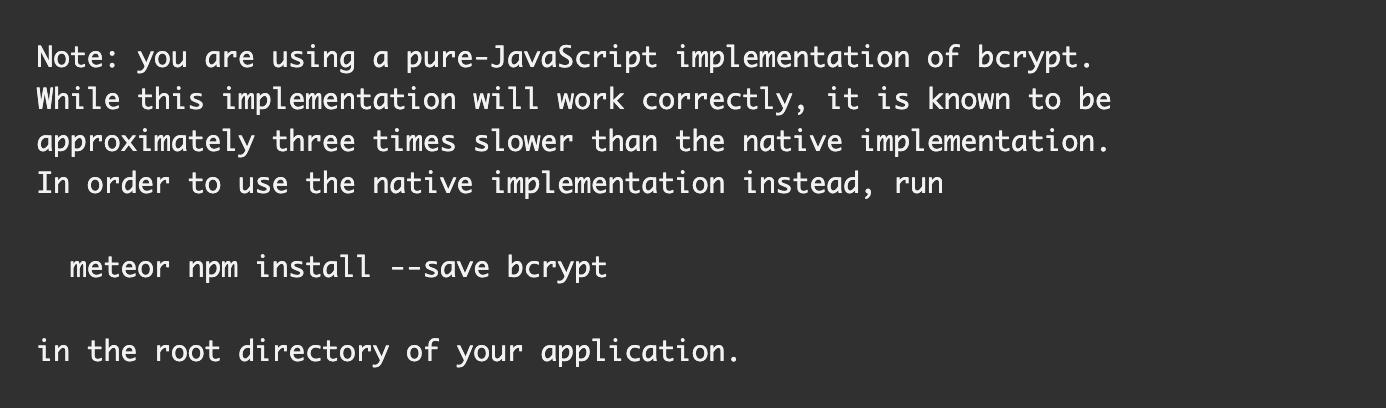 Note: you are using a pure-JavaScript implementation of bcrypt.
While this implementation will work correctly, it is known to be
approximately three times slower than the native implementation.
In order to use the native implementation instead, run
meteor npm install --save bcrypt
in the root directory of your application.